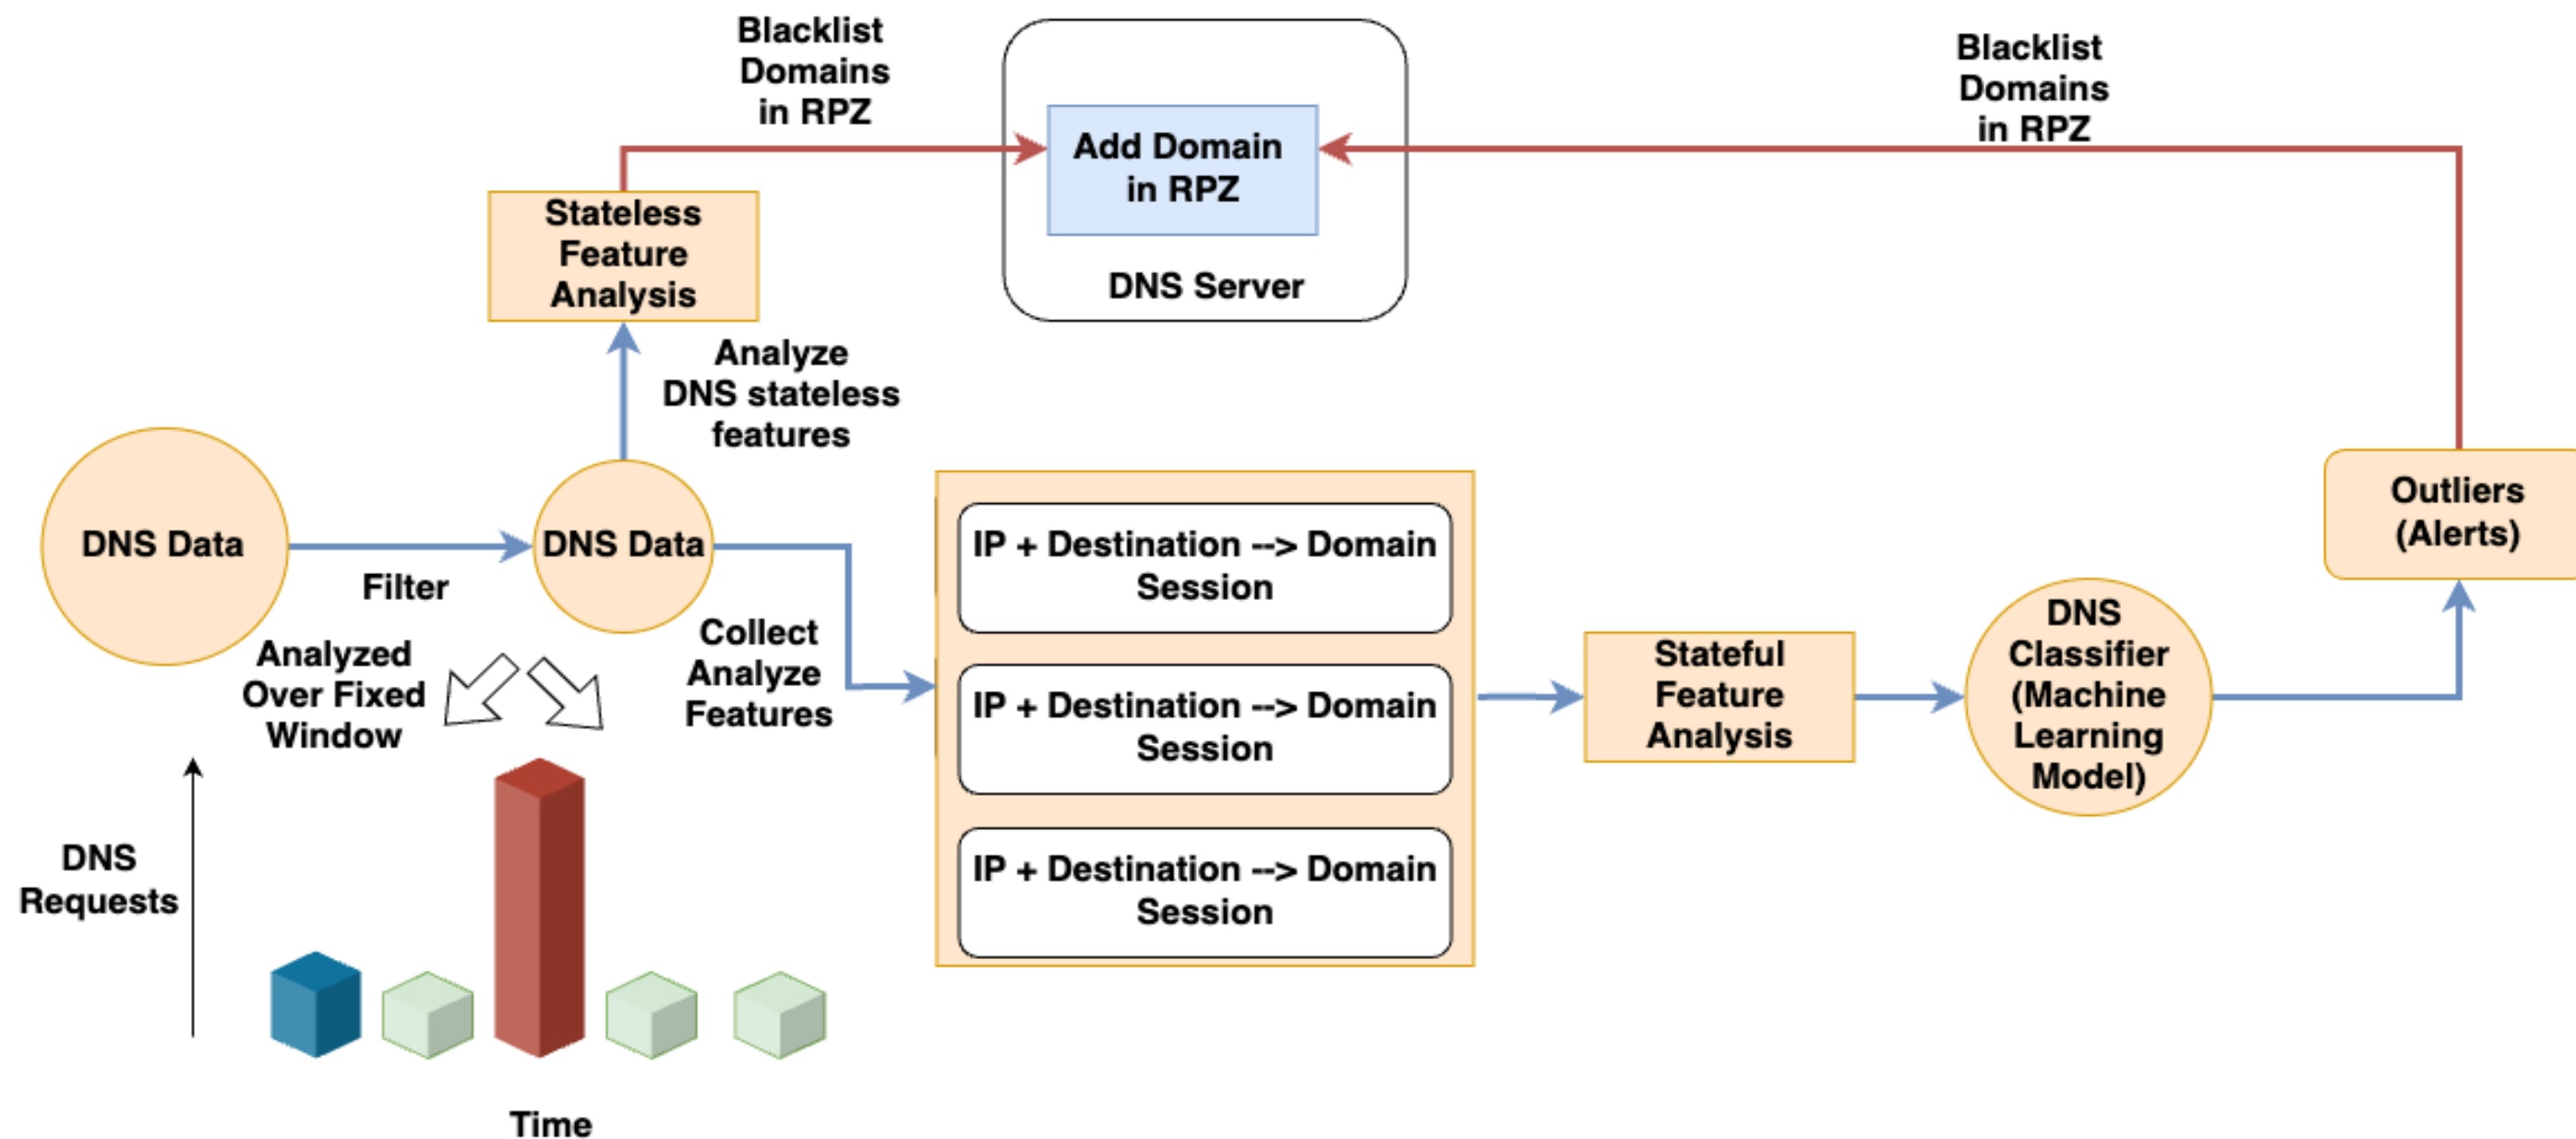 Blacklist
Domains
in RPZ
Blacklist
Domains
in RPZ
Add Domain
in RPZ
DNS Server
Stateless
Feature
Analysis
Analyze
DNS stateless
features
DNS Data
Filter
DNS Data
Analyzed
Over Fixed
Window
Collect
Analyze
Features
IP + Destination --> Domain
Session
IP + Destination --> Domain
Session
IP + Destination --> Domain
Session
Stateful
Feature
Analysis
DNS
Classifier
(Machine
Learning
Model)
Outliers
(Alerts)
DNS
Requests
Time